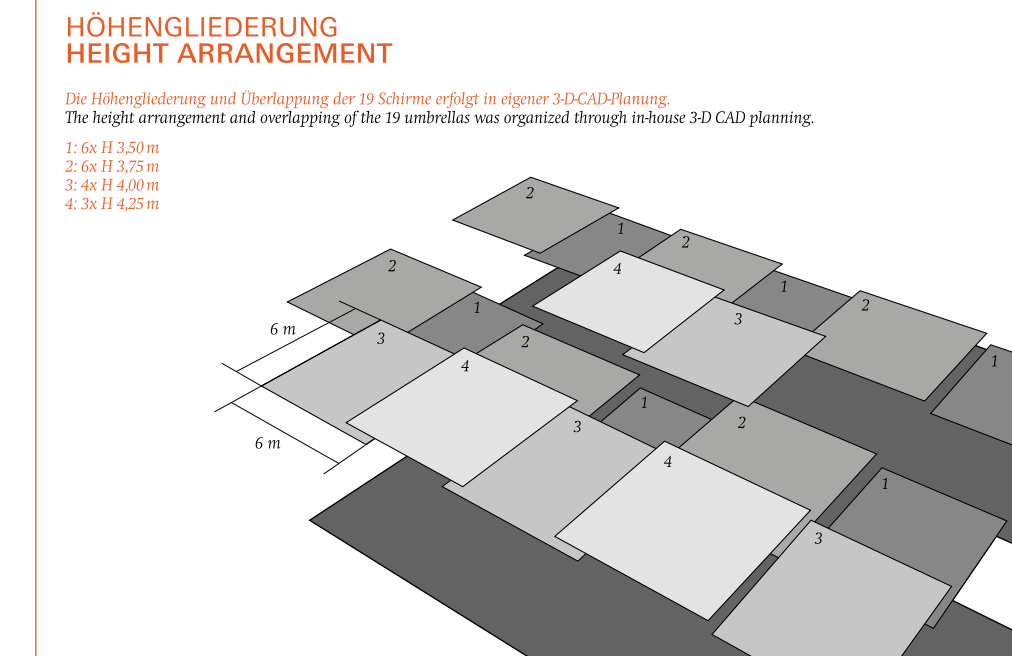 HÖHENGLIEDERUNG
HEIGHT ARRANGEMENT
Die Höhengliederung und Überlappung der 19 Schirme erfolgt in eigener 3-D-CAD-Planung.
The height arrangement and overlapping of the 19 umbrellas was organized through in-house 3-D CAD planning.
1: 6x H 3,50 m
2: 6x H 3,75 m
3: 4x H 4,00 m
4: 3x H 4,25 m
2
1
2
4
2
1
2
1
3
6 m
3
2
1
4
1
2
3
4
6 m
1
3